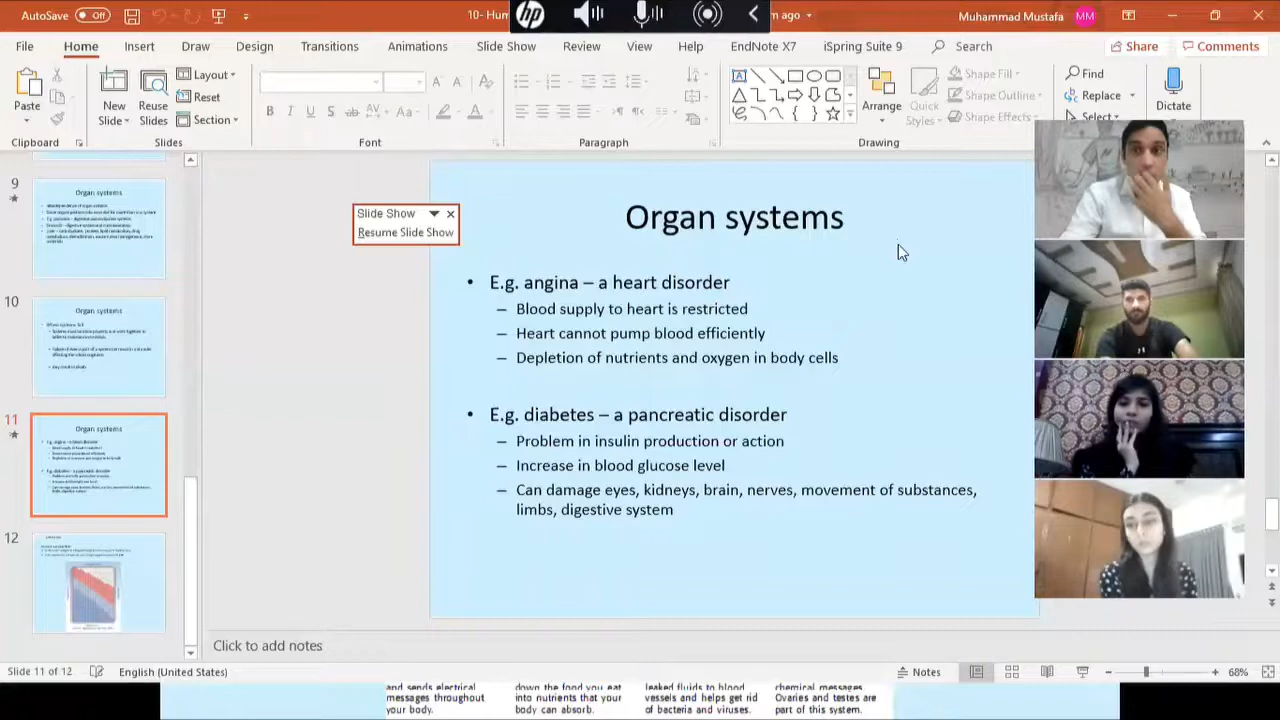 AutoSave Off
10- Hum
m ago
Muhammad Mustafa MM
File Home Insert Draw Design Transitions Animations Slide Show Review View Help EndNote X7 iSpring Suite 9 Search Share Comments
Paste
New Slide
Reuse Slides
Layout
Reset
Section
Arrange
Quick Styles
Shape Fill
Shape Outline
Shape Effects
Find
Replace
Select
Dictate
Clipboard Slides Font Paragraph Drawing
9
Organ systems
10
Organ systems
11
Organ systems
12
Slide Show
Resume Slide Show
Organ systems
• E.g. angina – a heart disorder
– Blood supply to heart is restricted
– Heart cannot pump blood efficiently
– Depletion of nutrients and oxygen in body cells
• E.g. diabetes – a pancreatic disorder
– Problem in insulin production or action
– Increase in blood glucose level
– Can damage eyes, kidneys, brain, nerves, movement of substances,
limbs, digestive system
Click to add notes
Slide 11 of 12 English (United States) Notes 68%
and sends electrical
messages throughout
your body.
down the food you eat
into nutrients that your
body can absorb.
leaked fluids to blood
vessels and helps get rid
of bacteria and viruses.
chemical messages.
Ovaries and testes are
part of this system.